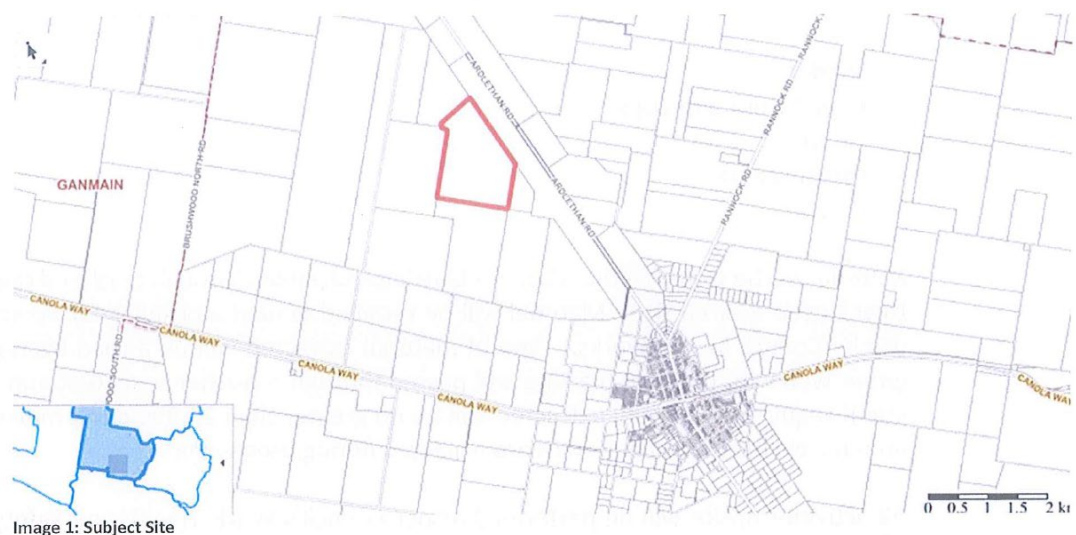 ARDLETHAN RD
RANNOCK RD
RANNOCK RD
BRUSHWOOD NORTH RD
GANMAIN
ARDLETHAN RD
RANNOCK RD
CANOLA WAY
CANOLA WAY
CANOLA WAY
CANOLA WAY
CANOLA WAY
CANOLA WAY
SOUTH RD
0 0.5 1 1.5 2 km
Image 1: Subject Site